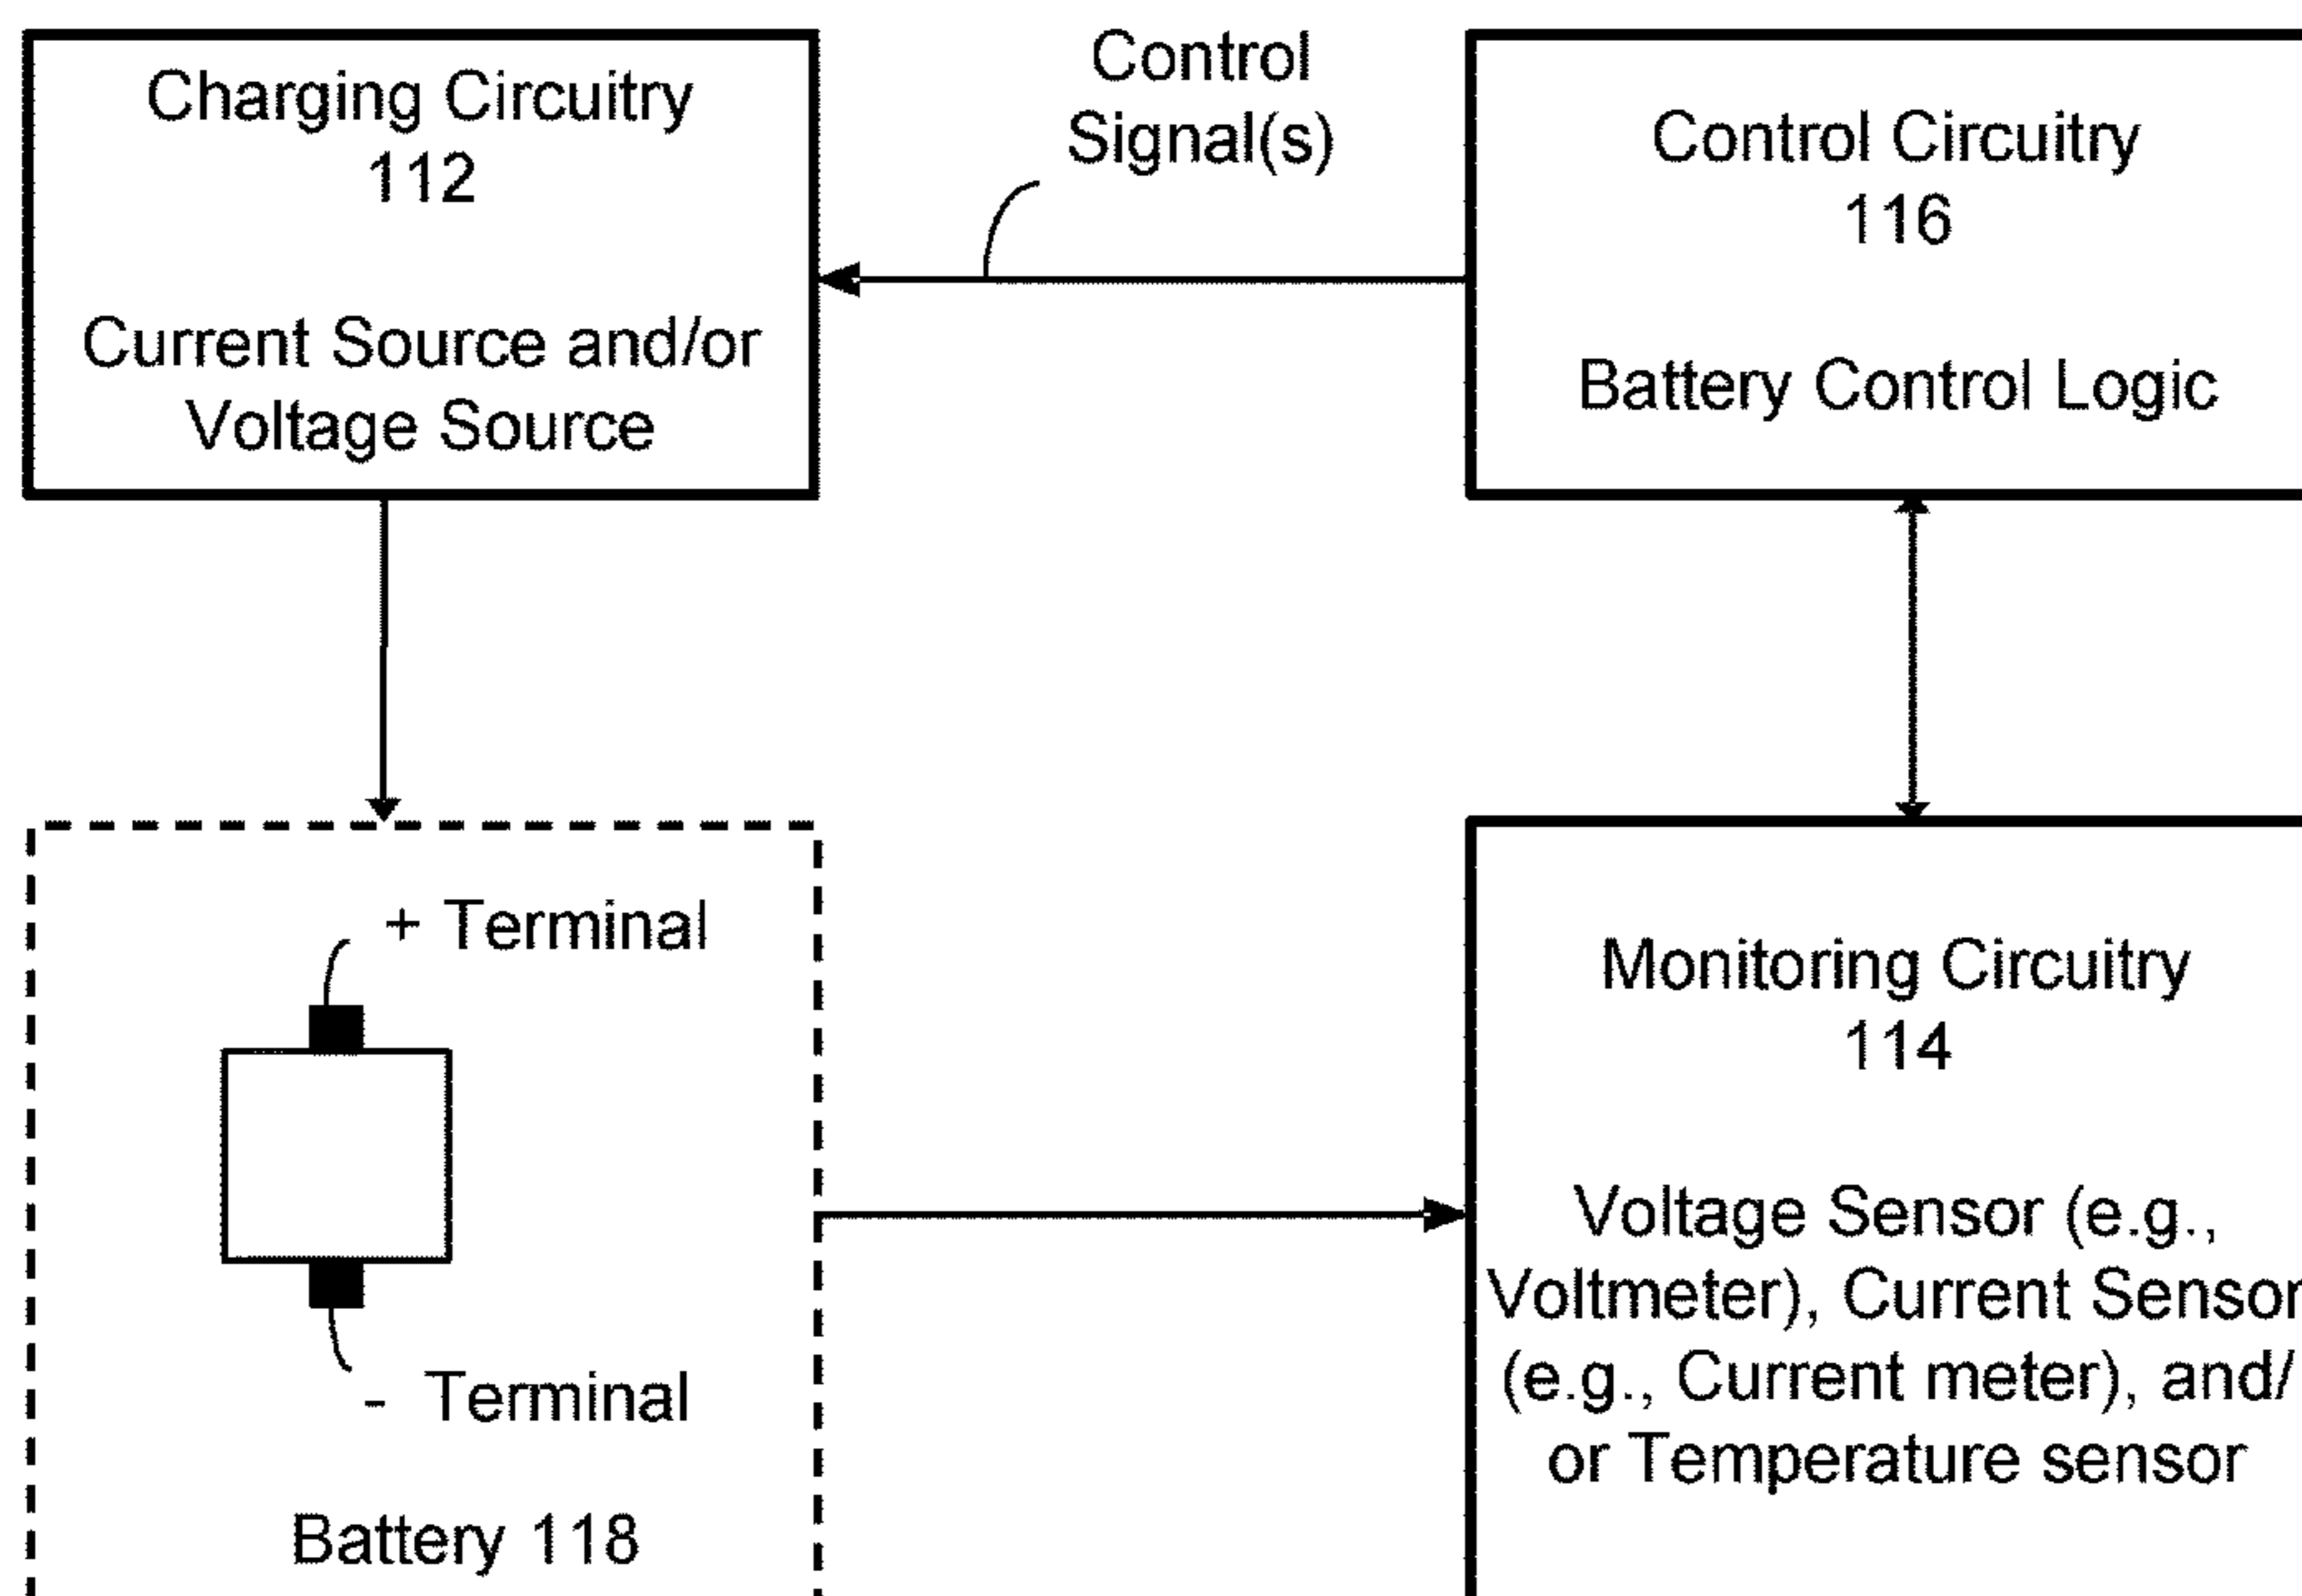 Charging Circuitry
112
Current Source and/or
Voltage Source
Control
Signal(s)
Control Circuitry
116
Battery Control Logic
+ Terminal
- Terminal
Battery 118
Monitoring Circuitry
114
Voltage Sensor (e.g.,
Voltmeter), Current Sensor
(e.g., Current meter), and/
or Temperature sensor